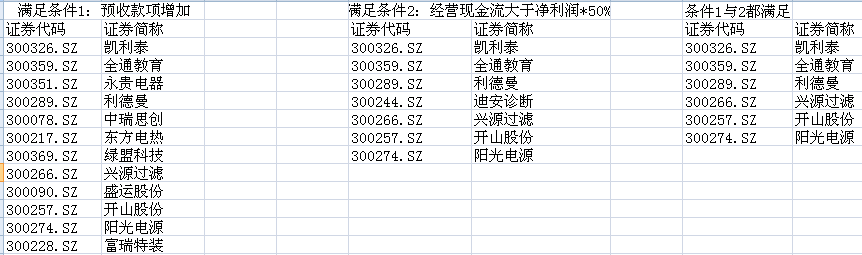 满足条件1：预收款项增加 满足条件2：经营现金流大于净利润*50% 条件1与2都满足
证券代码 证券简称 证券代码 证券简称 证券代码 证券简称
300326.SZ 凯利泰 300326.SZ 凯利泰 300326.SZ 凯利泰
300359.SZ 全通教育 300359.SZ 全通教育 300359.SZ 全通教育
300351.SZ 永贵电器 300289.SZ 利德曼 300289.SZ 利德曼
300289.SZ 利德曼 300244.SZ 迪安诊断 300266.SZ 兴源过滤
300078.SZ 中瑞思创 300266.SZ 兴源过滤 300257.SZ 开山股份
300217.SZ 东方电热 300257.SZ 开山股份 300274.SZ 阳光电源
300369.SZ 绿盟科技 300274.SZ 阳光电源
300266.SZ 兴源过滤
300090.SZ 盛运股份
300257.SZ 开山股份
300274.SZ 阳光电源
300228.SZ 富瑞特装